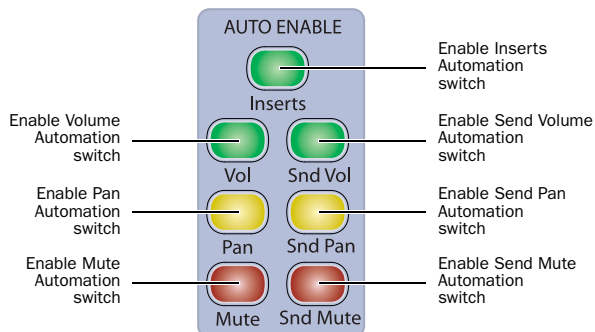 AUTO ENABLE
Enable Inserts
Automation
switch
Inserts
Enable Volume
Automation
switch
Enable Send Volume
Automation
switch
Vol
Snd Vol
Enable Pan
Automation
switch
Enable Send Pan
Automation
switch
Pan
Snd Pan
Enable Mute
Automation
switch
Enable Send Mute
Automation
switch
Mute
Snd Mute